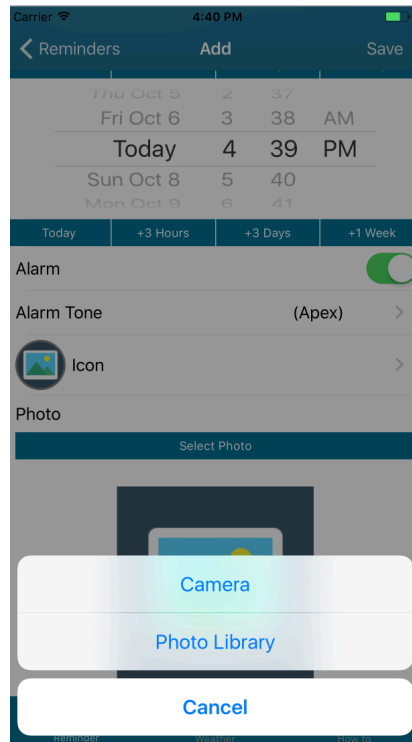 Carrier 4:40 PM
Reminders Add Save
Thu Oct 5 2 37
Fri Oct 6 3 38 AM
Today 4 39 PM
Sun Oct 8 5 40
Mon Oct 9 6 41
Today +3 Hours +3 Days +1 Week
Alarm
Alarm Tone (Apex)
Icon
Photo
Select Photo
Camera
Photo Library
Cancel
Reminder Weather How to